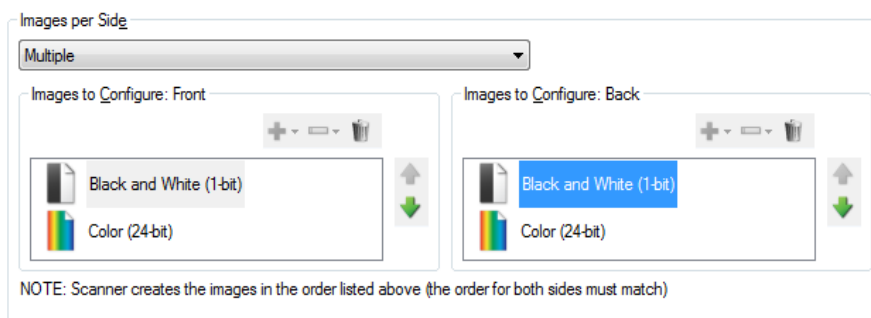 Images per Side
Multiple
Images to Configure: Front
Images to Configure: Back
Black and White (1-bit)
Color (24-bit)
Black and White (1-bit)
Color (24-bit)
NOTE: Scanner creates the images in the order listed above (the order for both sides must match)